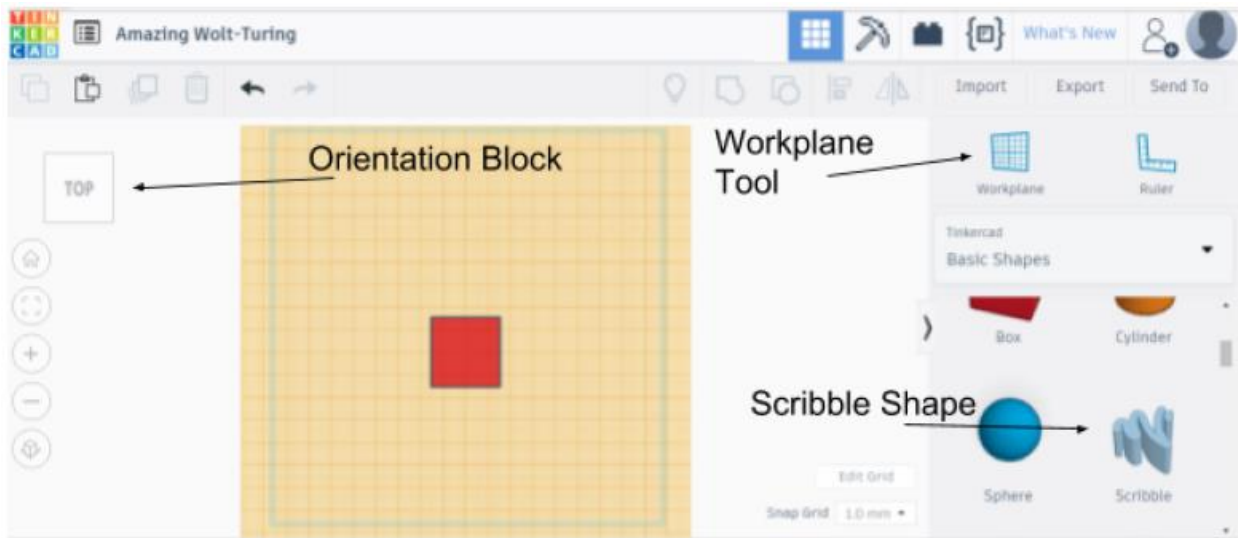 TIN
KER
CAD
Amazing Wolt-Turing
What's New
Import Export Send To
Orientation Block
Workplane
Tool
TOP
Workplane Ruler
Tinkercad
Basic Shapes
Box Cylinder
Scribble Shape
Edit Grid
Sphere Scribble
Snap Grid 1.0 mm